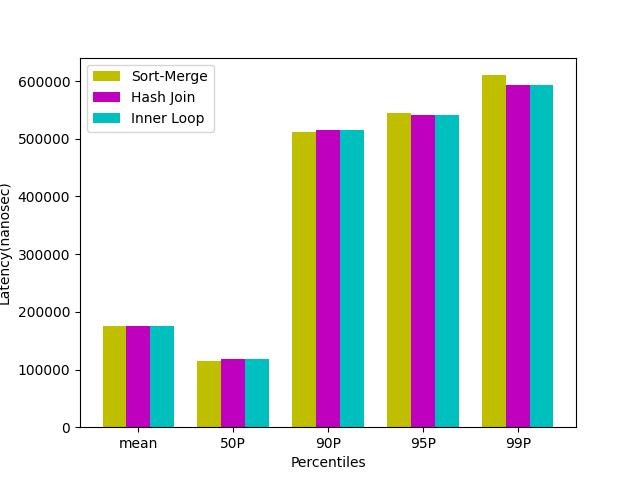 Sort-Merge
Hash Join
Inner Loop
600000
500000
400000
300000
200000
100000
0
Latency(nanosec)
mean 50P 90P 95P 99P
Percentiles